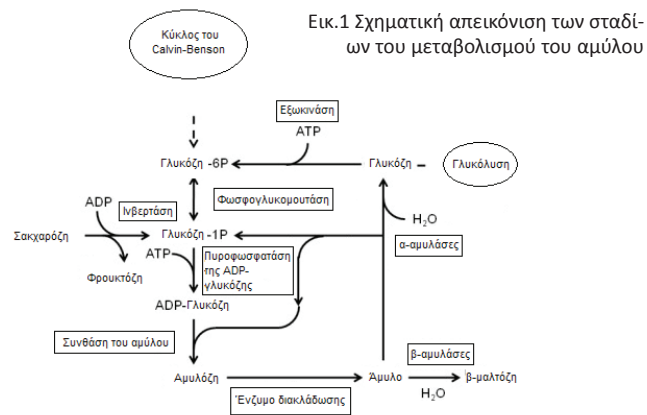 Εικ.1 Σχηματική απεικόνιση των σταδί-
ων του μεταβολισμού του αμύλου
Κύκλος του
Calvin-Benson
Εξωκινάση
ATP
Γλυκόζη -6P
Γλυκόζη –
Γλυκόλυση
Φωσφογλυκομουτάση
ADP
Ινβερτάση
H₂O
Σακχαρόζη
Γλυκόζη -1P
α-αμυλάσες
ATP
Πυροφωσφατάση
της ADP-
γλυκόζης
Φρουκτόζη
ADP-Γλυκόζη
Συνθάση του αμύλου
β-αμυλάσες
Αμυλόζη
Άμυλο
β-μαλτόζη
H₂O
Ένζυμο διακλάδωσης